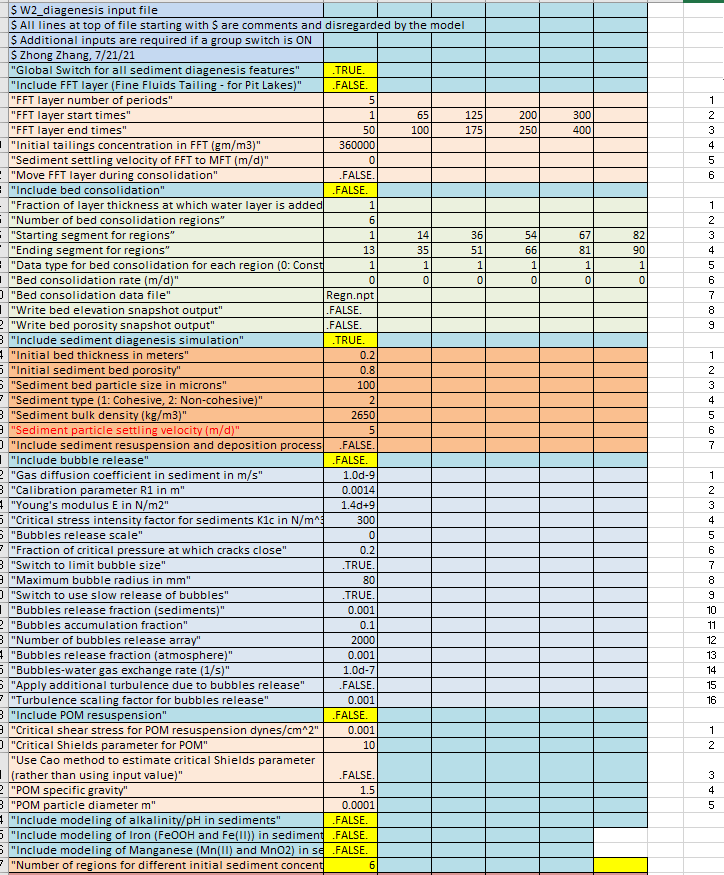 $ W2_diagenesis input file
$ All lines at top of file starting with $ are comments and disregarded by the model
$ Additional inputs are required if a group switch is ON
$ Zhong Zhang, 7/21/21
"Global Switch for all sediment diagenesis features" .TRUE.
"Include FFT layer (Fine Fluids Tailing - for Pit Lakes)" .FALSE.
"FFT layer number of periods" 5 1
"FFT layer start times" 1 65 125 200 300 2
"FFT layer end times" 50 100 175 250 400 3
"Initial tailings concentration in FFT (gm/m3)" 360000 4
"Sediment settling velocity of FFT to MFT (m/d)" 0 5
"Move FFT layer during consolidation" .FALSE. 6
"Include bed consolidation" .FALSE.
"Fraction of layer thickness at which water layer is added 1 1
"Number of bed consolidation regions" 6 2
"Starting segment for regions" 1 14 36 54 67 82 3
"Ending segment for regions" 13 35 51 66 81 90 4
"Data type for bed consolidation for each region (0: Const 1 1 1 1 1 1 5
"Bed consolidation rate (m/d)" 0 0 0 0 0 0 6
"Bed consolidation data file" Regn.npt 7
"Write bed elevation snapshot output" .FALSE. 8
"Write bed porosity snapshot output" .FALSE. 9
"Include sediment diagenesis simulation" .TRUE.
"Initial bed thickness in meters" 0.2 1
"Initial sediment bed porosity" 0.8 2
"Sediment bed particle size in microns" 100 3
"Sediment type (1: Cohesive, 2: Non-cohesive)" 2 4
"Sediment bulk density (kg/m3)" 2650 5
"Sediment particle settling velocity (m/d)" 5 6
"Include sediment resuspension and deposition process .FALSE. 7
"Include bubble release" .FALSE.
"Gas diffusion coefficient in sediment in m/s" 1.0d-9 1
"Calibration parameter R1 in m" 0.0014 2
"Young's modulus E in N/m2" 1.4d+9 3
"Critical stress intensity factor for sediments K1c in N/m^3 300 4
"Bubbles release scale" 0 5
"Fraction of critical pressure at which cracks close" 0.2 6
"Switch to limit bubble size" .TRUE. 7
"Maximum bubble radius in mm" 80 8
"Switch to use slow release of bubbles" .TRUE. 9
"Bubbles release fraction (sediments)" 0.001 10
"Bubbles accumulation fraction" 0.1 11
"Number of bubbles release array" 2000 12
"Bubbles release fraction (atmosphere)" 0.001 13
"Bubbles-water gas exchange rate (1/s)" 1.0d-7 14
"Apply additional turbulence due to bubbles release" .FALSE. 15
"Turbulence scaling factor for bubbles release" 0.001 16
"Include POM resuspension" .FALSE.
"Critical shear stress for POM resuspension dynes/cm^2" 0.001 1
"Critical Shields parameter for POM" 10 2
"Use Cao method to estimate critical Shields parameter
(rather than using input value)" .FALSE. 3
"POM specific gravity" 1.5 4
"POM particle diameter m" 0.0001 5
"Include modeling of alkalinity/pH in sediments" .FALSE.
"Include modeling of Iron (FeOOH and Fe(II)) in sediment .FALSE.
"Include modeling of Manganese (Mn(II) and MnO2) in se .FALSE.
"Number of regions for different initial sediment concent 6